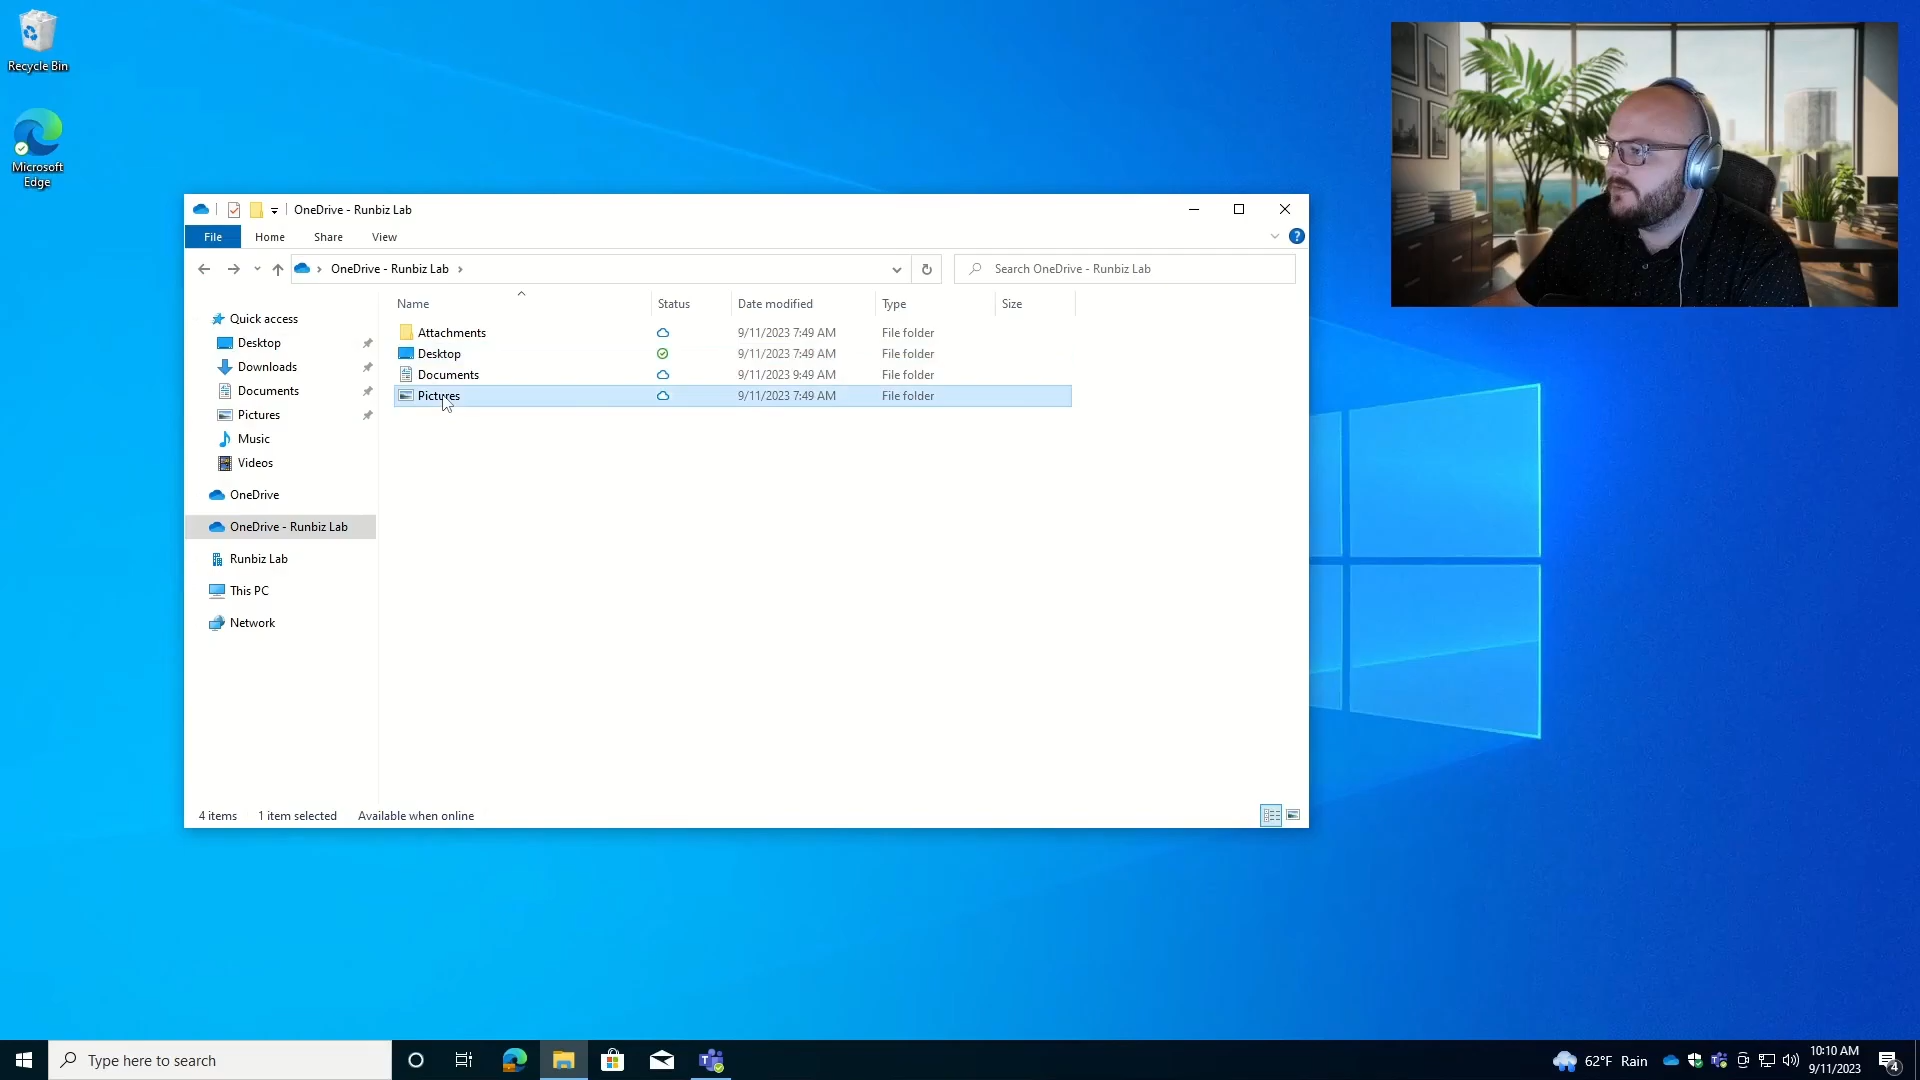 Recycle Bin
Microsoft
Edge
OneDrive - Runbiz Lab
File Home Share View
OneDrive - Runbiz Lab
Search OneDrive - Runbiz Lab
Name Status Date modified Type Size
Quick access
Desktop
Downloads
Documents
Pictures
Music
Videos
OneDrive
OneDrive - Runbiz Lab
Runbiz Lab
This PC
Network
Attachments 9/11/2023 7:49 AM File folder
Desktop 9/11/2023 7:49 AM File folder
Documents 9/11/2023 9:49 AM File folder
Pictures 9/11/2023 7:49 AM File folder
4 items 1 item selected Available when online
Type here to search
62°F Rain
10:10 AM
9/11/2023
4